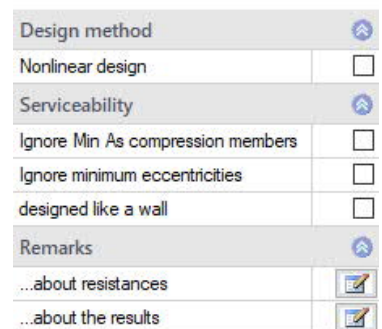 Design method
Nonlinear design
Serviceability
Ignore Min As compression members
Ignore minimum eccentricities
designed like a wall
Remarks
...about resistances
...about the results